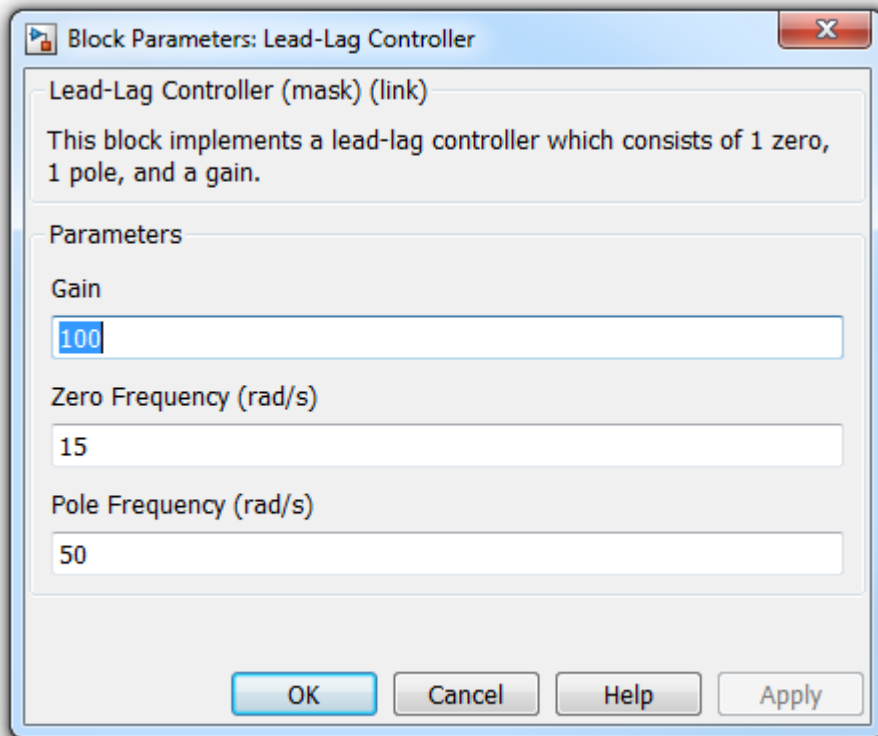 Block Parameters: Lead-Lag Controller
Lead-Lag Controller (mask) (link)
This block implements a lead-lag controller which consists of 1 zero,
1 pole, and a gain.
Parameters
Gain
100
Zero Frequency (rad/s)
15
Pole Frequency (rad/s)
50
OK Cancel Help Apply